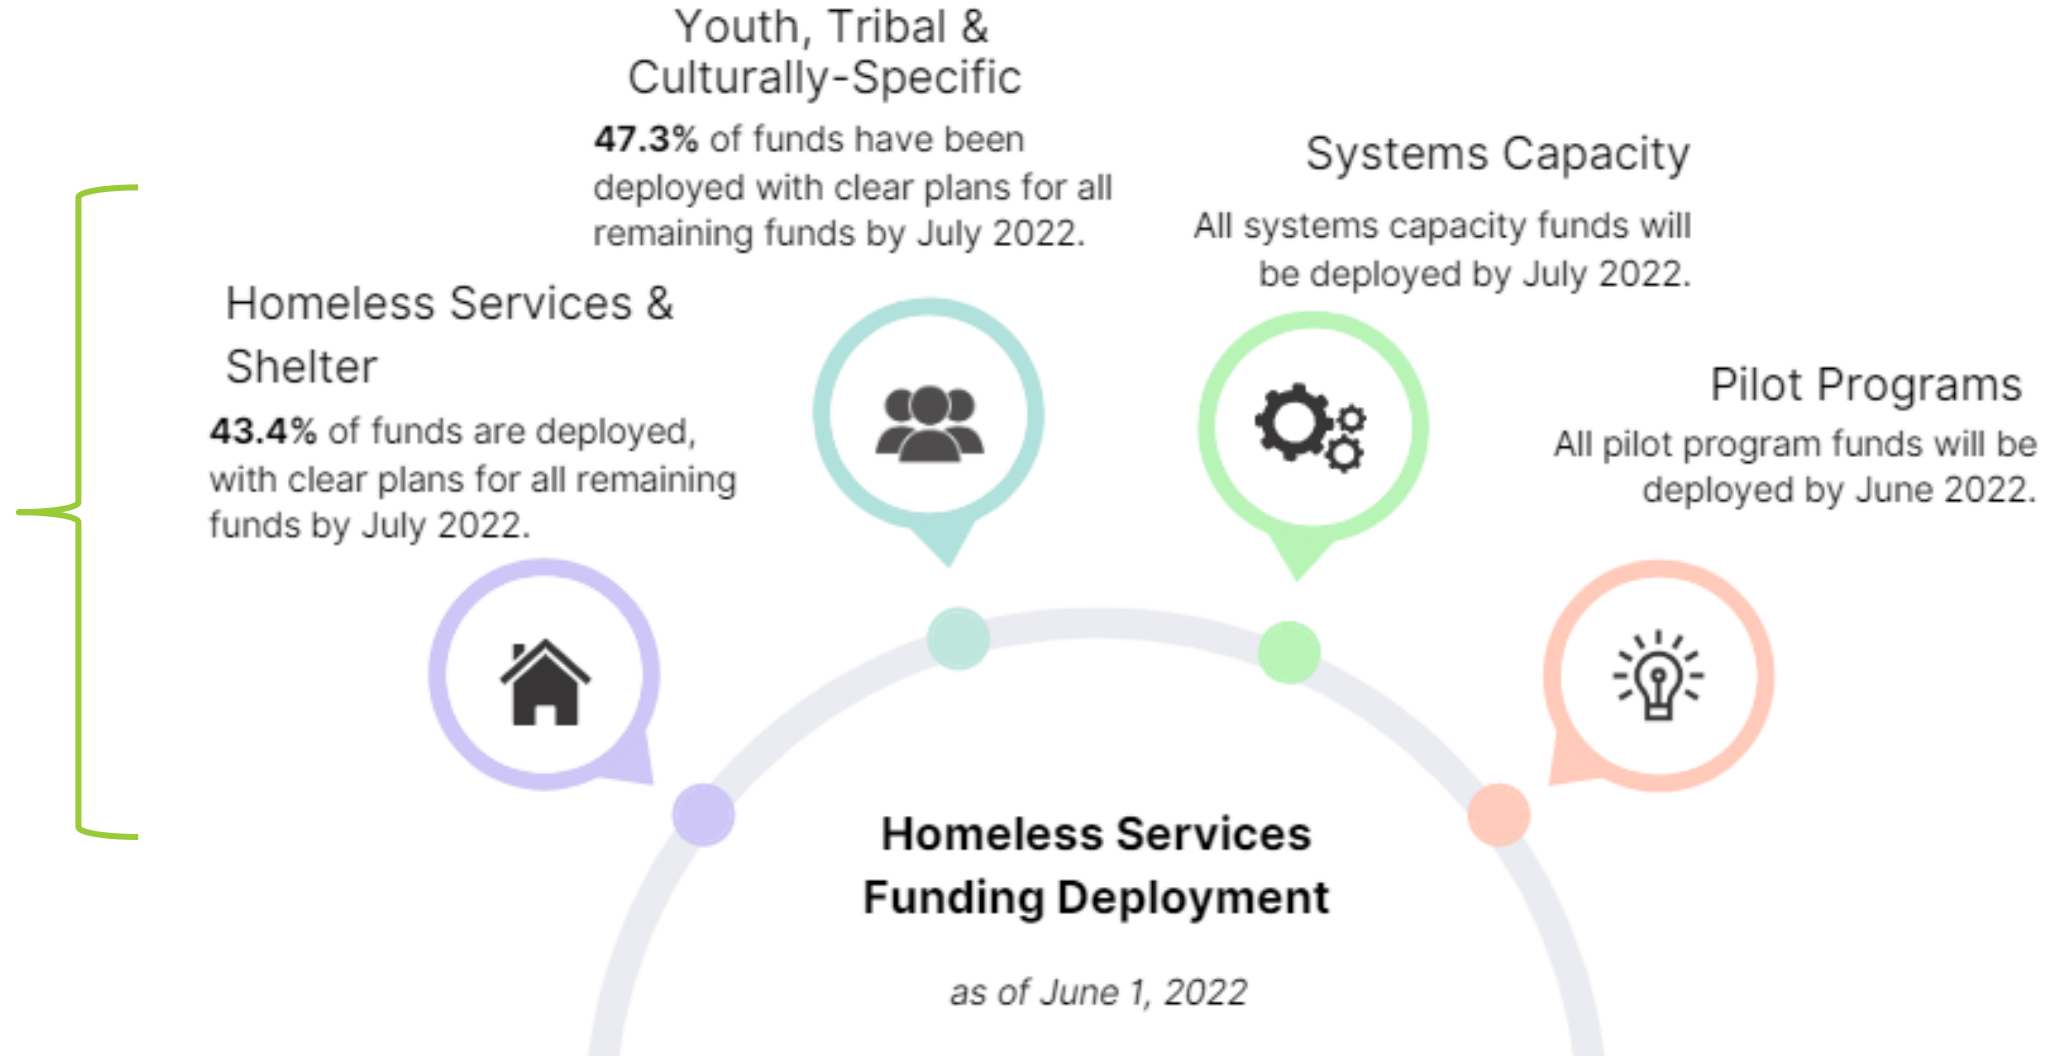 Youth, Tribal &
Culturally-Specific
47.3% of funds have been
deployed with clear plans for all
remaining funds by July 2022.
Systems Capacity
All systems capacity funds will
be deployed by July 2022.
Homeless Services &
Shelter
43.4% of funds are deployed,
with clear plans for all remaining
funds by July 2022.
Pilot Programs
All pilot program funds will be
deployed by June 2022.
Homeless Services
Funding Deployment
as of June 1, 2022